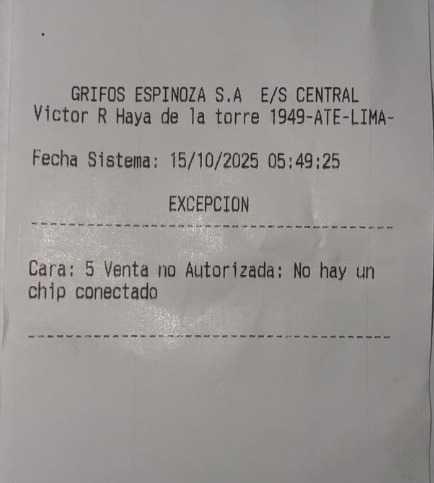 GRIFOS ESPINOZA S.A  E/S CENTRAL
Victor R Haya de la torre 1949-ATE-LIMA-
Fecha Sistema: 15/10/2025 05:49:25
EXCEPCION
----------------------------------------
Cara: 5 Venta no Autorizada: No hay un
chip conectado
----------------------------------------